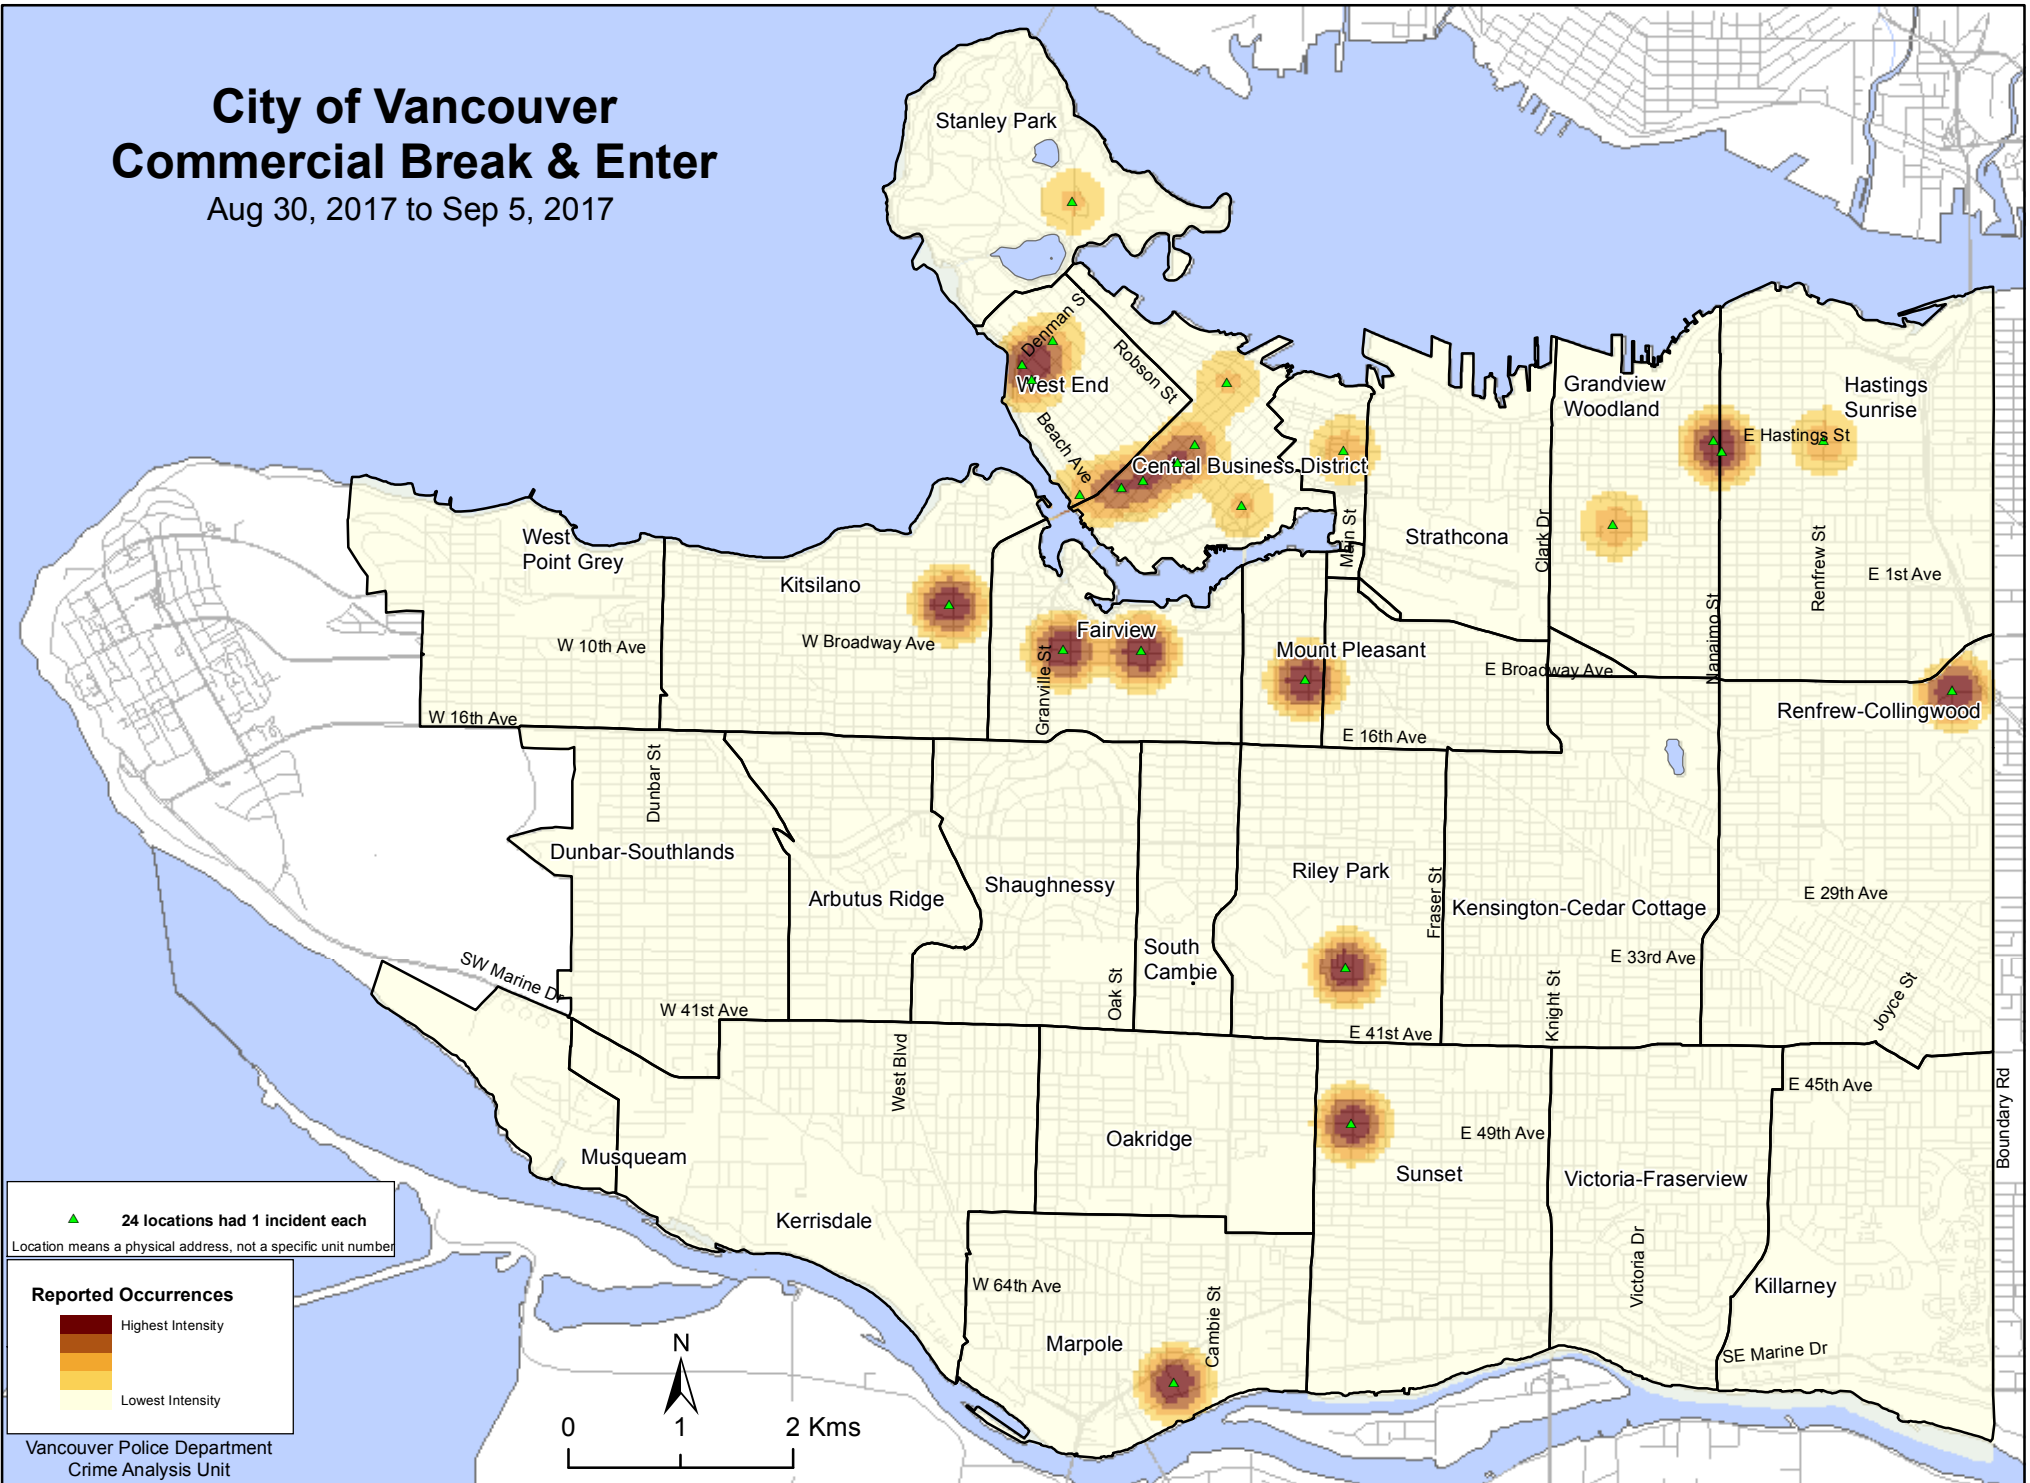 City of Vancouver
Commercial Break & Enter
Aug 30, 2017 to Sep 5, 2017
Stanley Park
Denman St
Robson St
West End
Beach Ave
Central Business District
Grandview
Woodland
Hastings
Sunrise
E Hastings St
Strathcona
Main St
Clark Dr
Nanaimo St
Renfrew St
E 1st Ave
West
Point Grey
Kitsilano
W 10th Ave
W Broadway Ave
Fairview
Granville St
Mount Pleasant
E Broadway Ave
Renfrew-Collingwood
W 16th Ave
E 16th Ave
Dunbar St
Dunbar-Southlands
Arbutus Ridge
Shaughnessy
South
Cambie
Oak St
Riley Park
Fraser St
Kensington-Cedar Cottage
E 29th Ave
E 33rd Ave
Knight St
Joyce St
SW Marine Dr
W 41st Ave
E 41st Ave
West Blvd
E 45th Ave
Boundary Rd
Oakridge
E 49th Ave
Musqueam
Sunset
Victoria-Fraserview
Kerrisdale
Victoria Dr
W 64th Ave
Cambie St
Killarney
Marpole
SE Marine Dr
24 locations had 1 incident each
Location means a physical address, not a specific unit number
Reported Occurrences
Highest Intensity
Lowest Intensity
Vancouver Police Department
Crime Analysis Unit
N
0 1 2 Kms